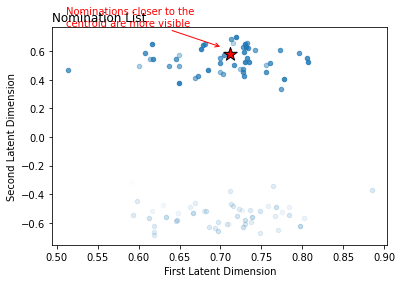 Nominations closer to the
centroid are more visible
Nomination List
0.6
0.4
0.2
0.0
−0.2
−0.4
−0.6
Second Latent Dimension
0.50 0.55 0.60 0.65 0.70 0.75 0.80 0.85 0.90
First Latent Dimension